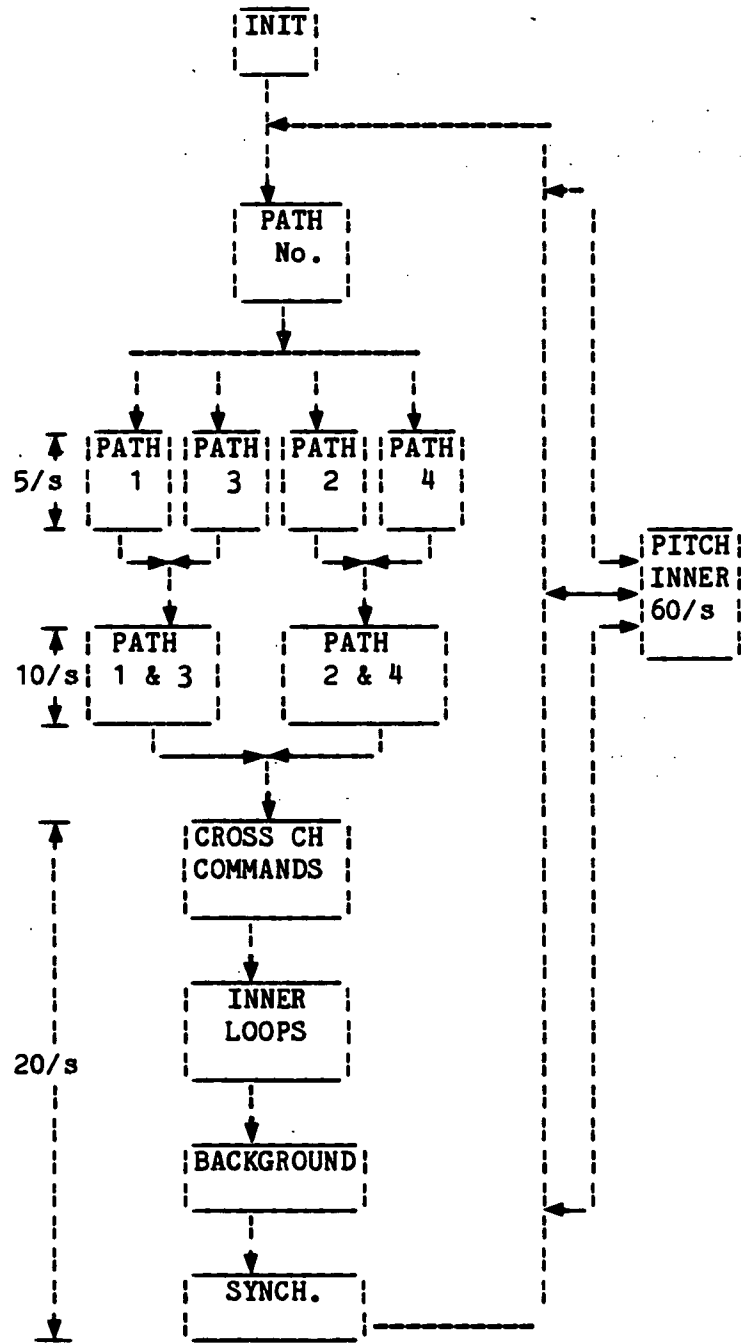 INIT
PATH
No.
PATH
1
PATH
3
PATH
2
PATH
4
5/s
PITCH
INNER
60/s
PATH
1 & 3
PATH
2 & 4
10/s
CROSS CH
COMMANDS
INNER
LOOPS
20/s
BACKGROUND
SYNCH.